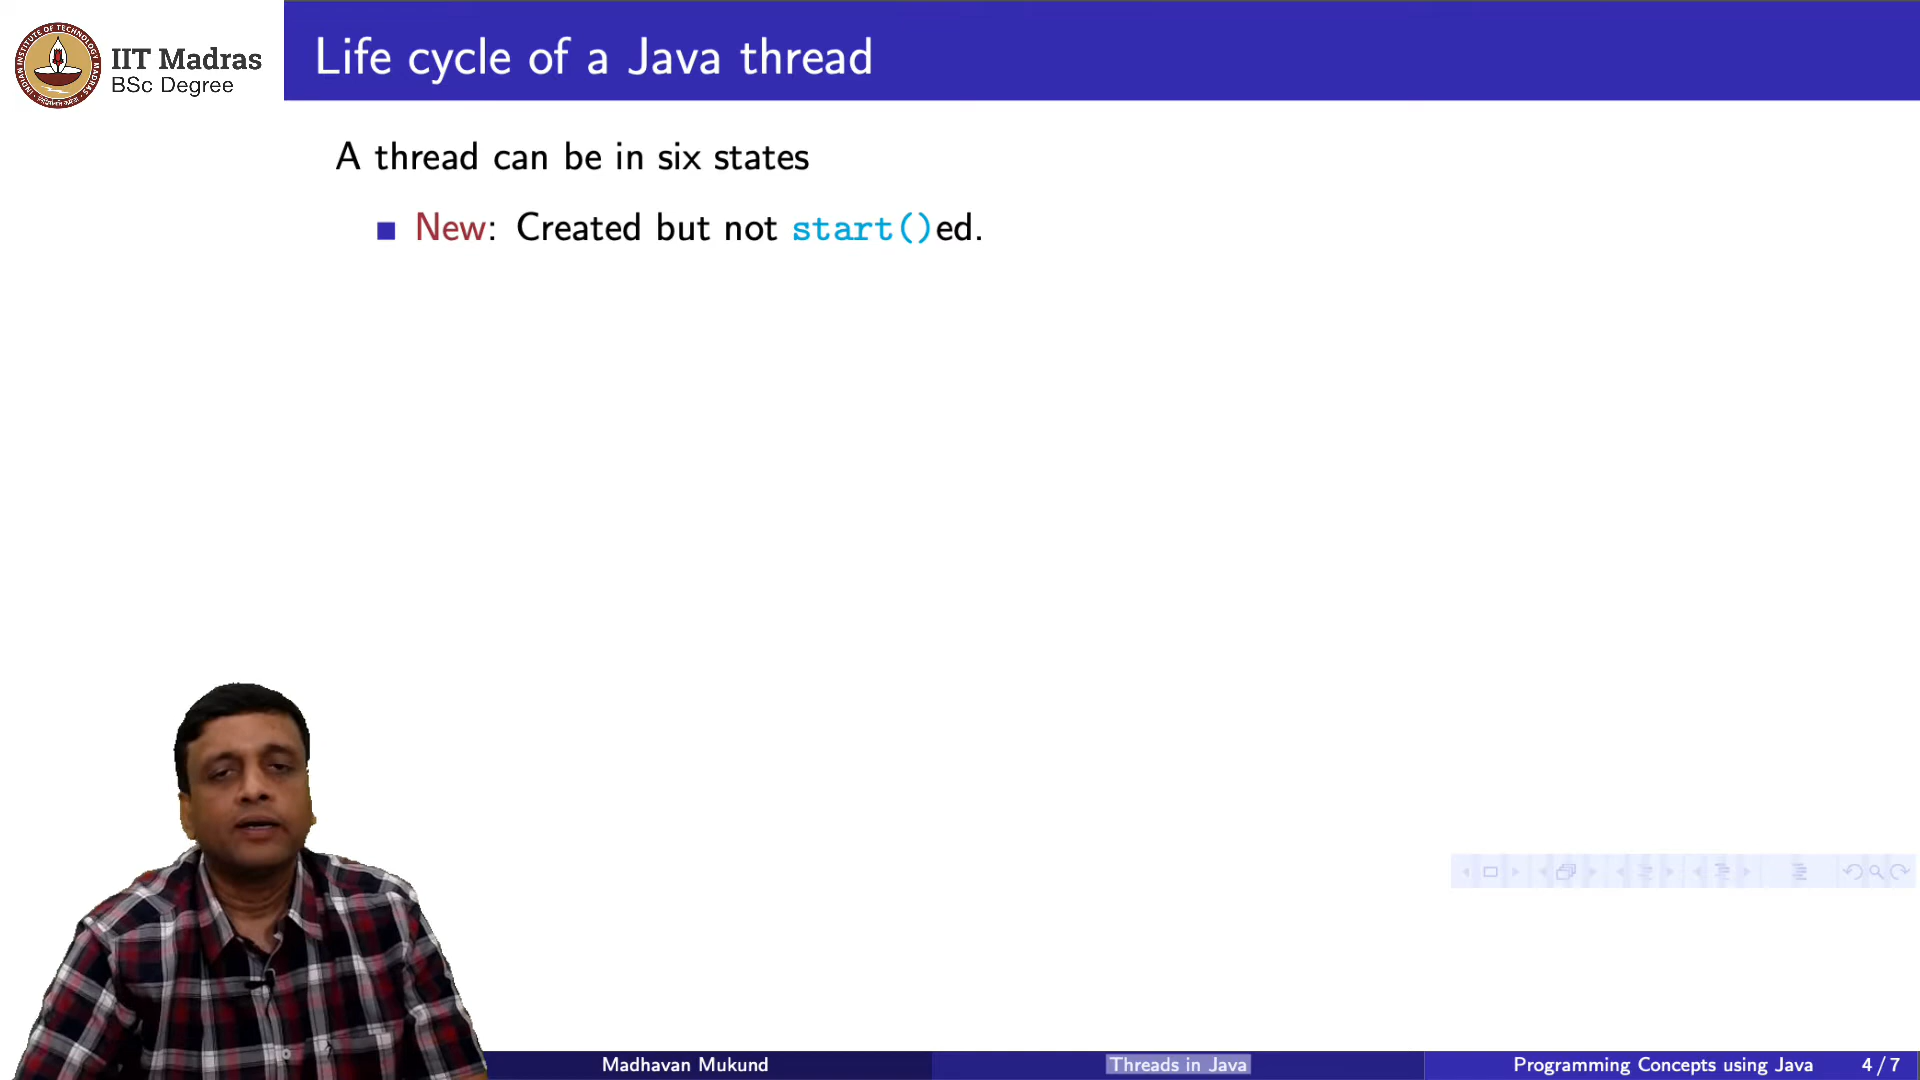 IIT Madras
BSc Degree
Life cycle of a Java thread
A thread can be in six states
New: Created but not start()ed.
Madhavan Mukund
Threads in Java
Programming Concepts using Java
4 / 7